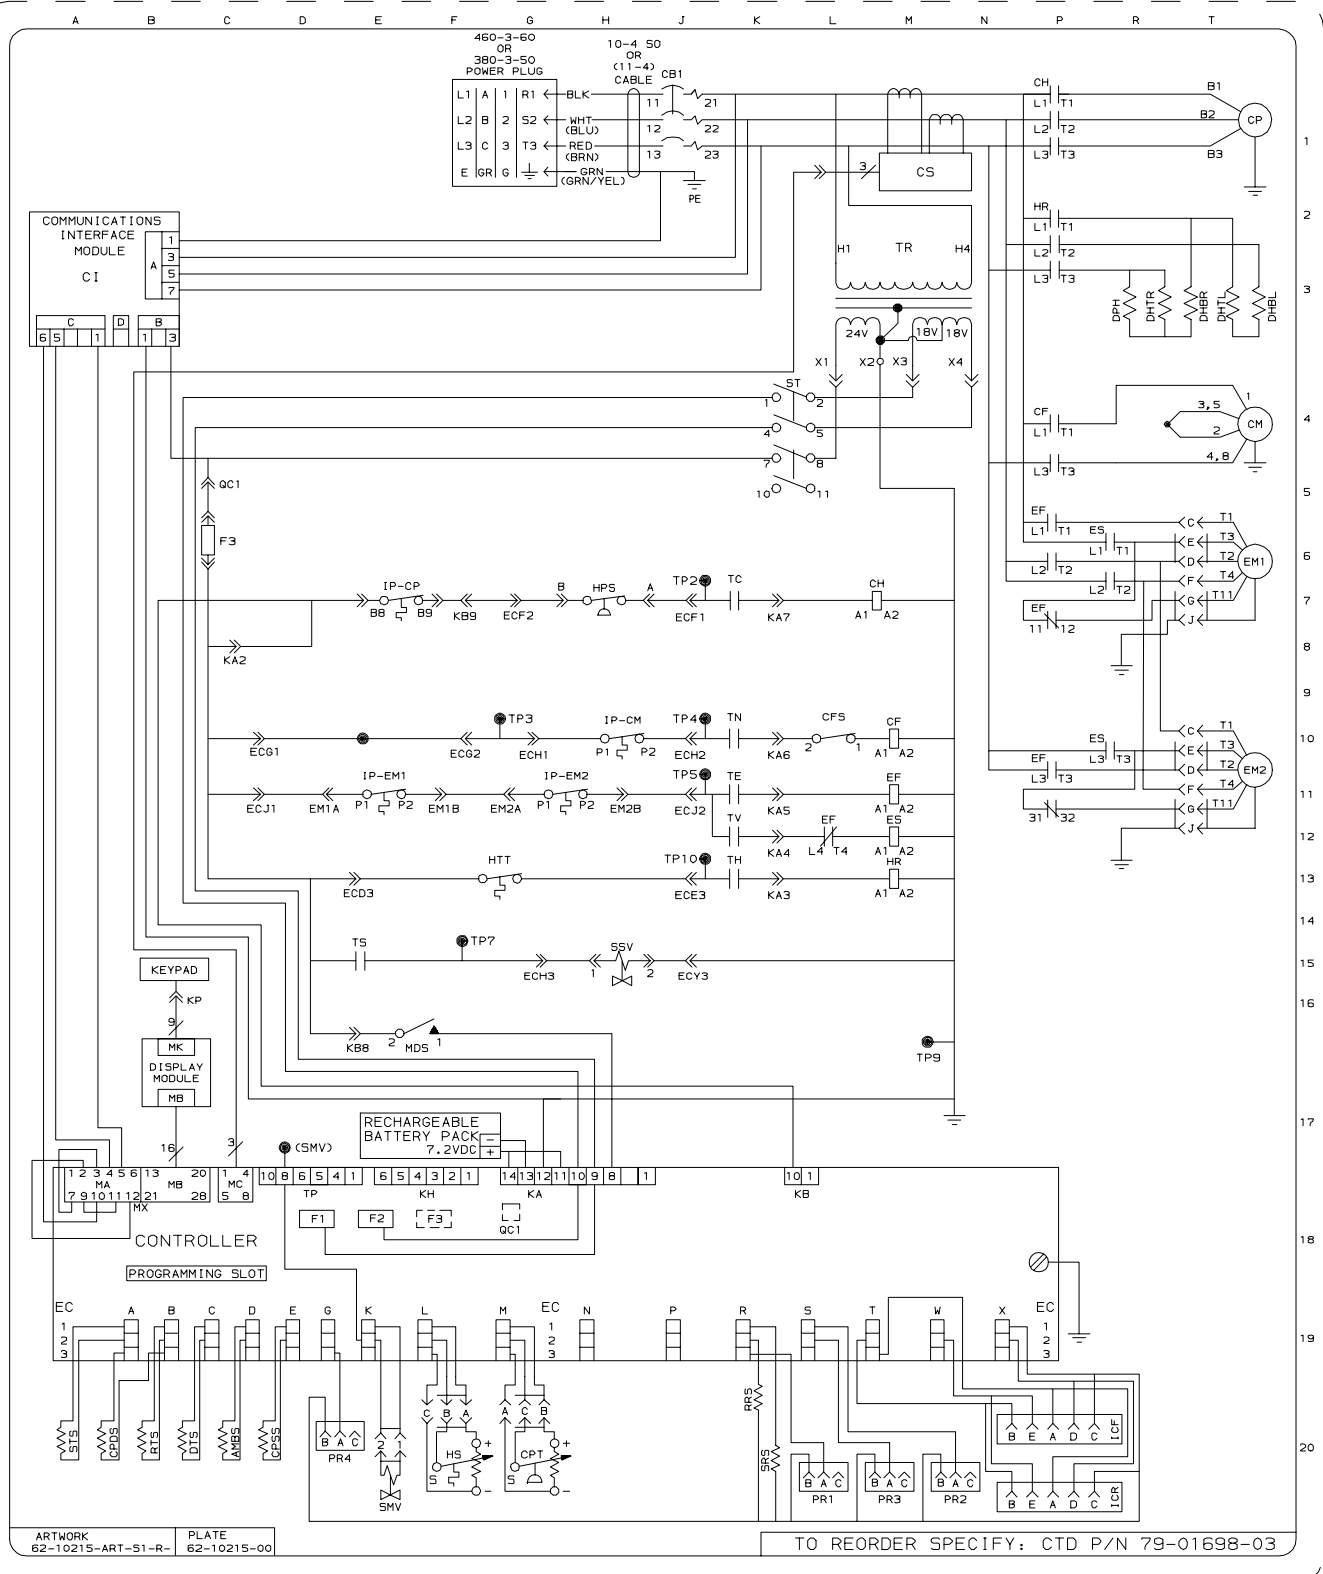 A B C D E F G H J K L M N P R T
460-3-60
OR
380-3-50
POWER PLUG
10-4 SO
OR
(11-4)
CABLE
CB1
L1 A 1 R1 BLK 11 21
L2 B 2 S2 WHT 12 22
(BLU)
L3 C 3 T3 RED 13 23
(BRN)
E GR G GRN
(GRN/YEL)
PE
3
CS
CH
L1 T1
L2 T2
L3 T3
B1
B2
B3
CP
1
2
COMMUNICATIONS
INTERFACE
MODULE
CI
A
1
3
5
7
C D B
6 5 1 1 3
H1 TR H4
24V 18V 18V
X1 X2 X3 X4
HR
L1 T1
L2 T2
L3 T3
DPH
DHTR
DHBR
DHTL
DHBL
3
ST
1 2
4 5
7 8
10 11
CF
L1 T1
L3 T3
1
3,5
2
4,8
CM
4
5
QC1
F3
EF
L1 T1
ES
L1 T1
L2 T2
L2 T2
EF
11 12
C T1
E T3
D T2
F T4
G T11
J
EM1
6
7
8
IP-CP
B8 B9 KB9 ECF2
B HPS A
TP2 TC
ECF1 KA7
CH
A1 A2
KA2
9
TP3 IP-CM TP4 TN CFS CF
ECG1 ECG2 ECH1 P1 P2 ECH2 KA6 2 1 A1 A2
10
IP-EM1 IP-EM2 TP5 TE EF
ECJ1 EM1A P1 P2 EM1B EM2A P1 P2 EM2B ECJ2 KA5 A1 A2
11
TV EF ES
KA4 L4 T4 A1 A2
12
HTT TP10 TH HR
ECD3 ECE3 KA3 A1 A2
13
ES
L3 T3
EF
L3 T3
31 32
C T1
E T3
D T2
F T4
G T11
J
EM2
14
TS TP7 SSV
ECH3 1 2 ECY3
15
KEYPAD
KP
9
16
MK
DISPLAY
MODULE
MB
KB8 2 MDS 1
TP9
RECHARGEABLE
BATTERY PACK -
7.2VDC +
17
16 3
(SMV)
1 2 3 4 5 6 13 20 1 4
MA MB MC
7 9 10 11 12 21 28 5 8
MX
10 8 6 5 4 1
TP
6 5 4 3 2 1
KH
14 13 12 11 10 9 8 1
KA
10 1
KB
F1 F2 F3 QC1
CONTROLLER
18
PROGRAMMING SLOT
EC A B C D E G K L M EC N P R S T W X EC
1 1 1
2 2 2
3 3 3
19
STS
CPDS
RTS
DTS
AMBS
CPSS
B A C
PR4
2 1
SMV
C B A
HS
+
S
-
A C B
CPT
+
S
-
RRS
SRS
B A C
PR1
B A C
PR3
B A C
PR2
B E A D C
ICF
B E A D C
ICR
20
ARTWORK
62-10215-ART-S1-R-
PLATE
62-10215-00
TO REORDER SPECIFY: CTD P/N 79-01698-03